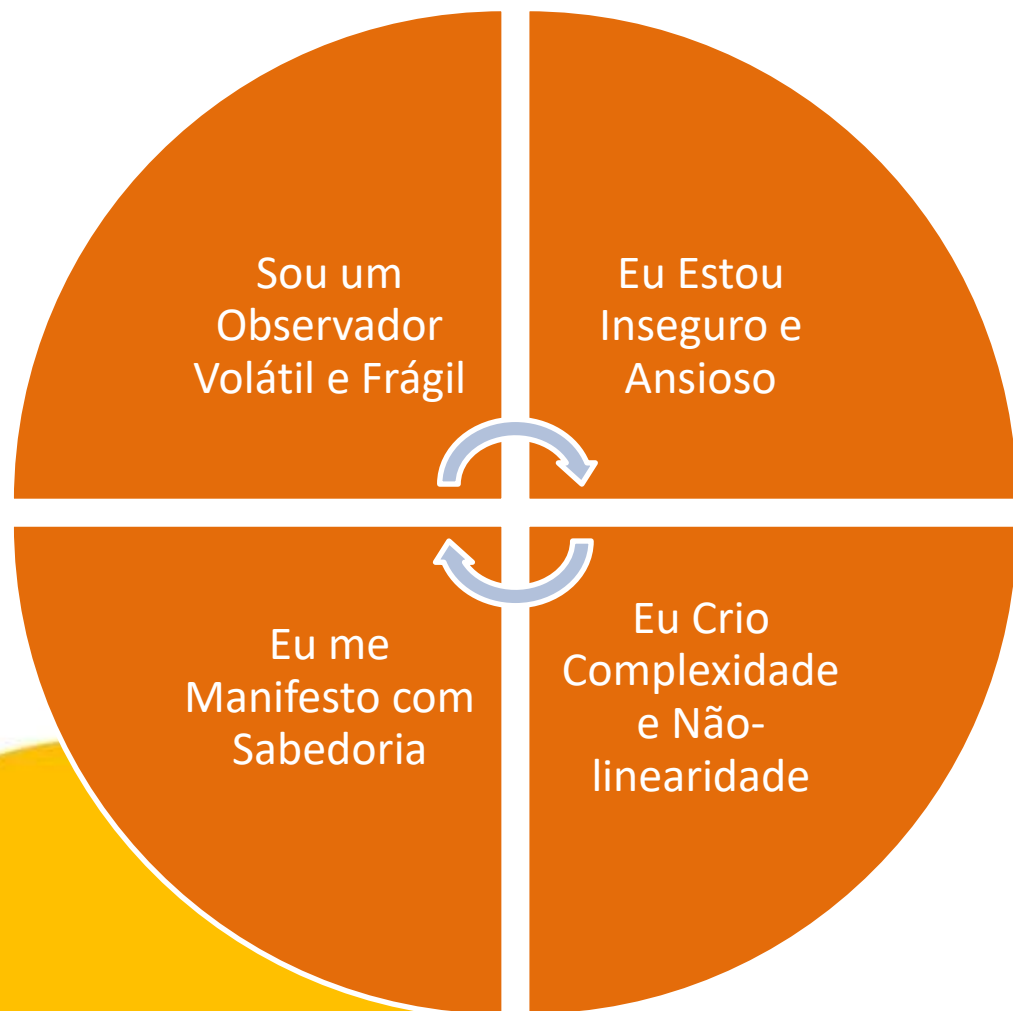 Sou um
Observador
Volátil e Frágil
Eu Estou
Inseguro e
Ansioso
Eu me
Manifesto com
Sabedoria
Eu Crio
Complexidade
e Não-
linearidade